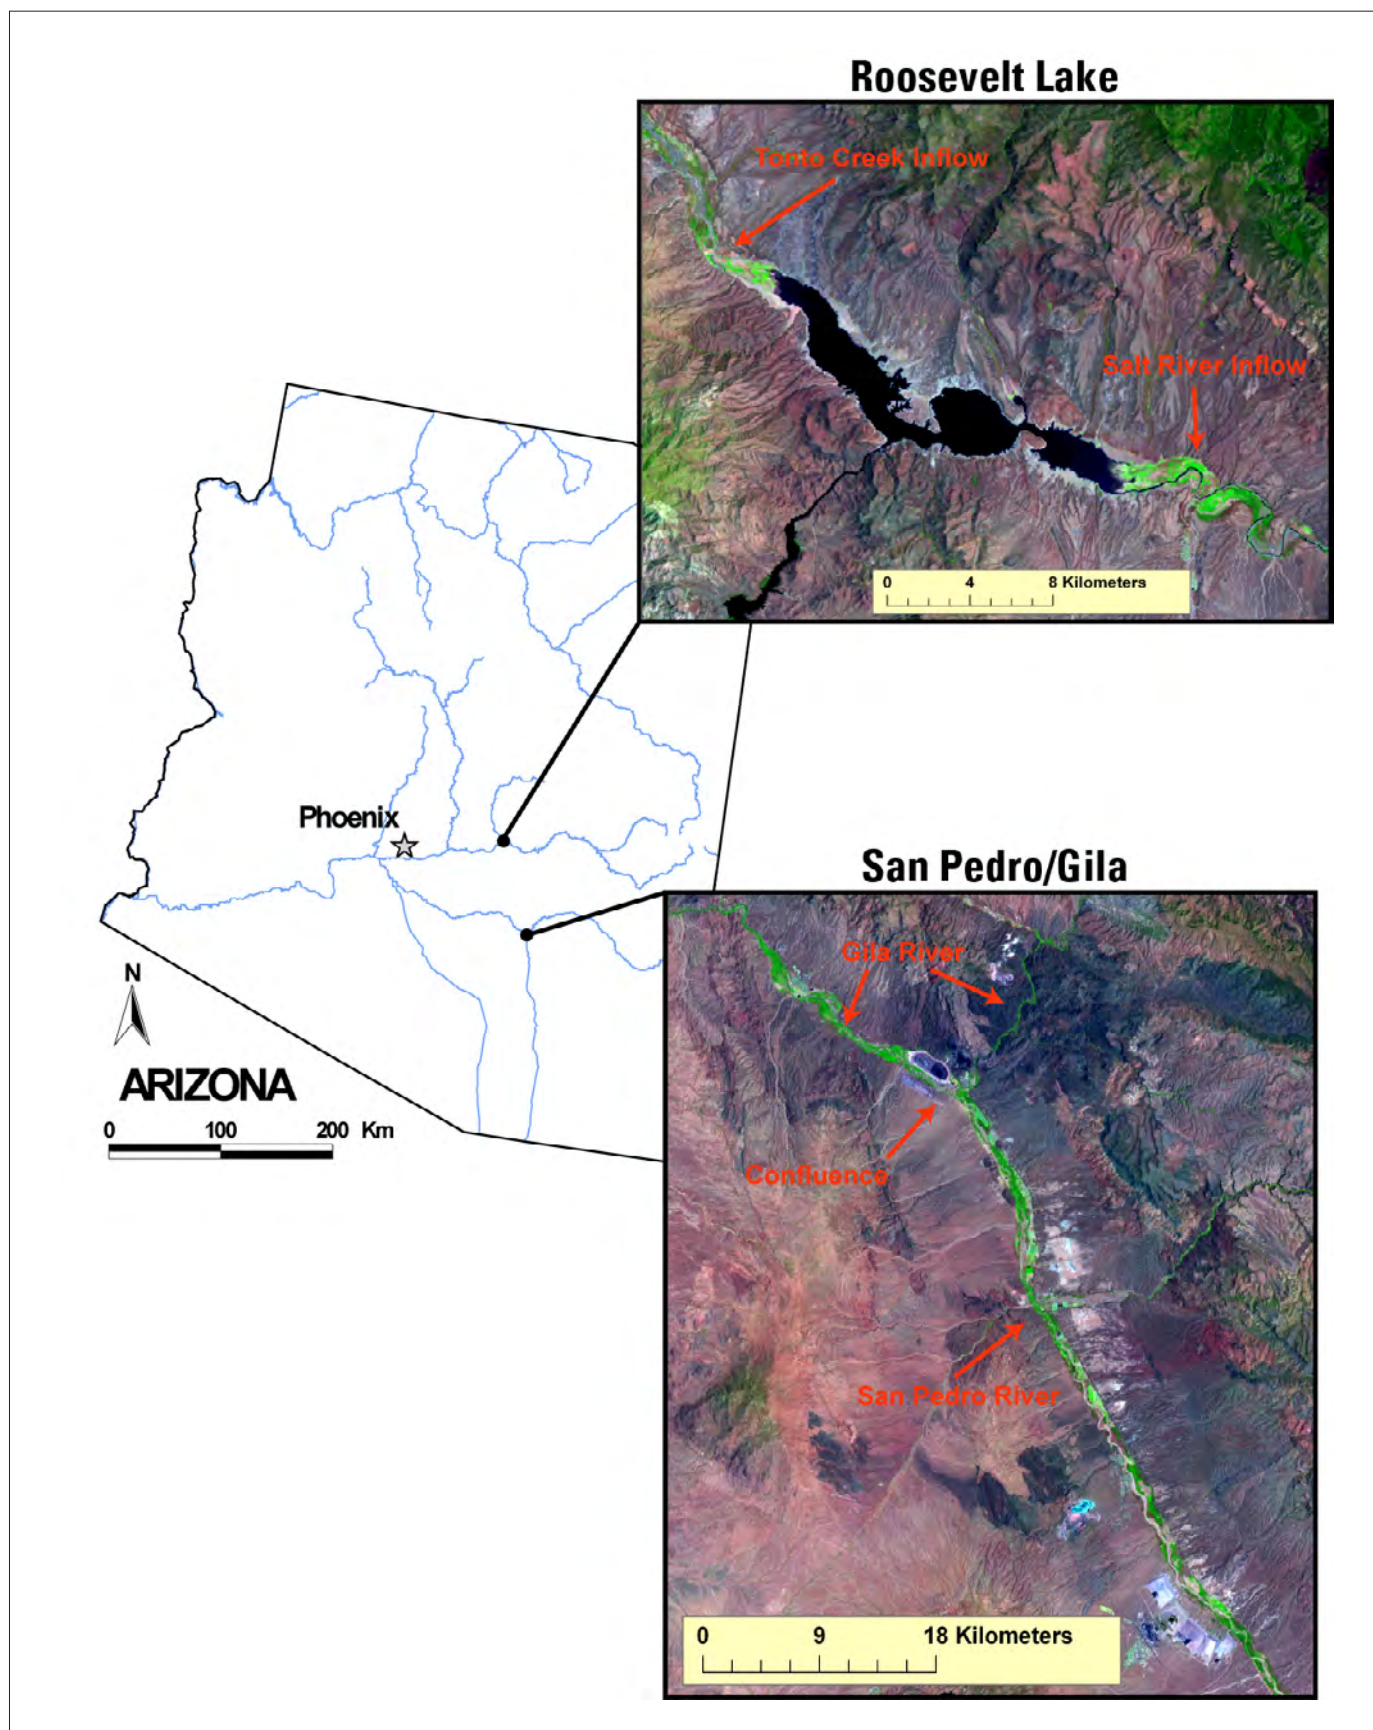 Roosevelt Lake
Tonto Creek Inflow
Salt River Inflow
0 4 8 Kilometers
Phoenix
San Pedro/Gila
Gila River
N
ARIZONA
0 100 200 Km
Confluence
San Pedro River
0 9 18 Kilometers